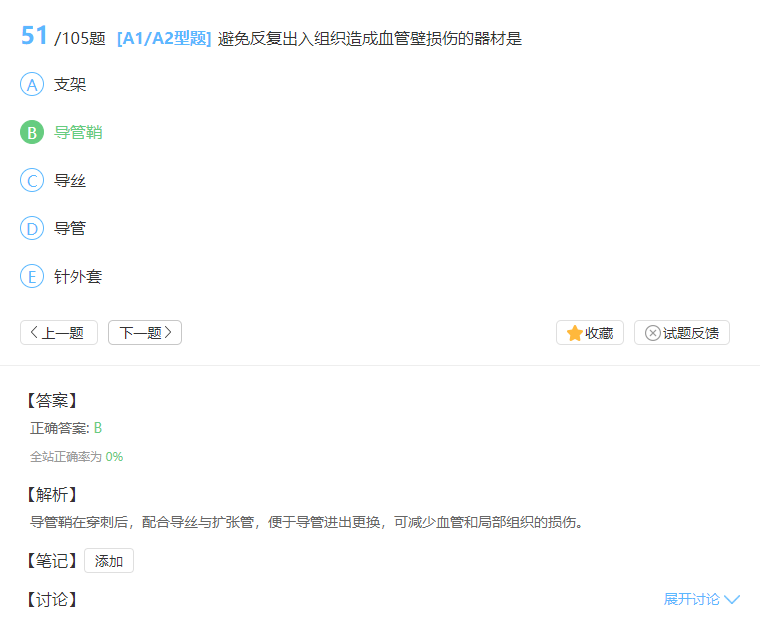 51 /105题 [A1/A2型题] 避免反复出入组织造成血管壁损伤的器材是
A 支架
B 导管鞘
C 导丝
D 导管
E 针外套
上一题 下一题 收藏 试题反馈
【答案】
正确答案: B
全站正确率为 0%
【解析】
导管鞘在穿刺后，配合导丝与扩张管，便于导管进出更换，可减少血管和局部组织的损伤。
【笔记】 添加
【讨论】 展开讨论